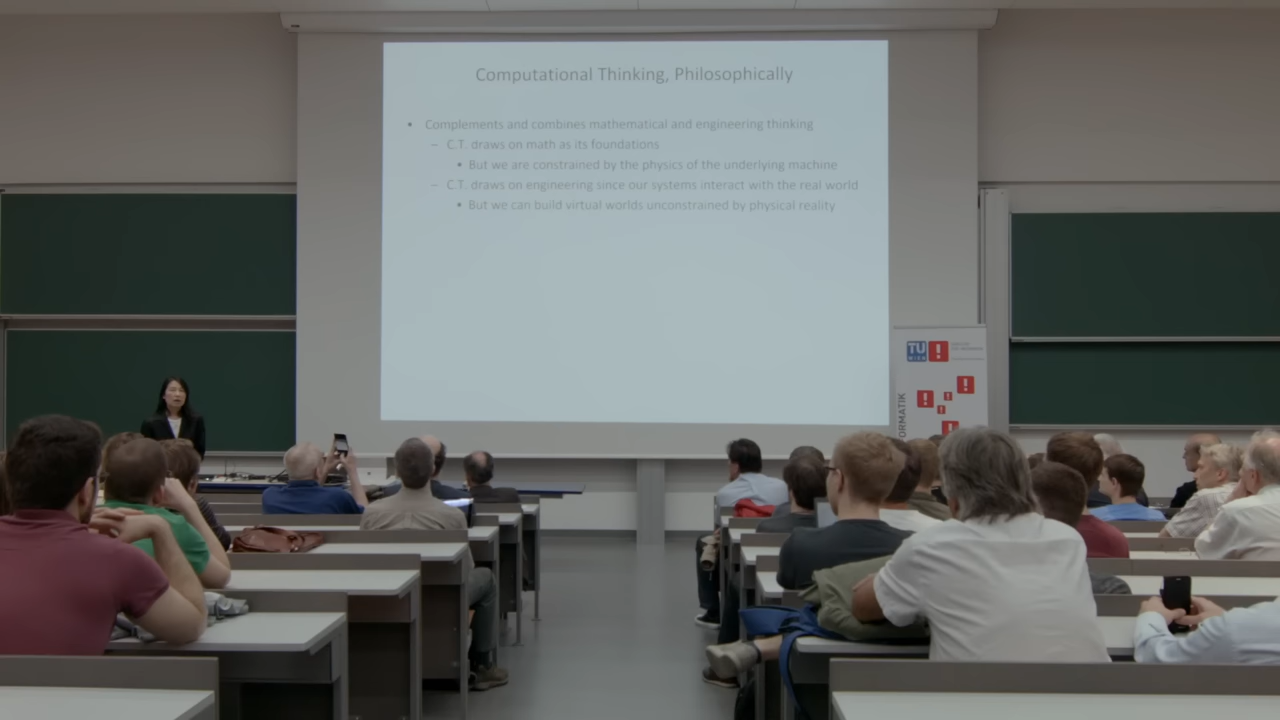 Computational Thinking, Philosophically
• Complements and combines mathematical and engineering thinking
– C.T. draws on math as its foundations
• But we are constrained by the physics of the underlying machine
– C.T. draws on engineering since our systems interact with the real world
• But we can build virtual worlds unconstrained by physical reality
TU
WIEN
ORMATIK